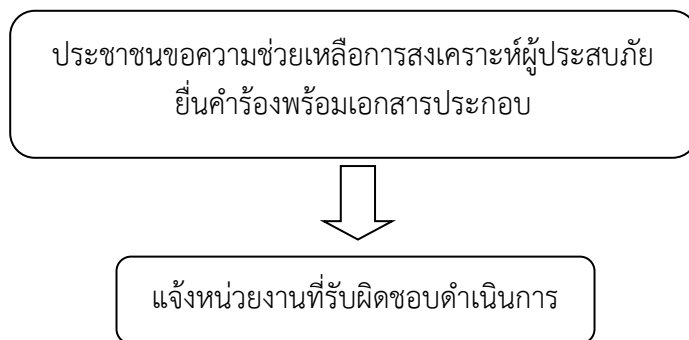 ประชาชนขอความช่วยเหลือการสงเคราะห์ผู้ประสบภัย
ยื่นคำร้องพร้อมเอกสารประกอบ
แจ้งหน่วยงานที่รับผิดชอบดำเนินการ